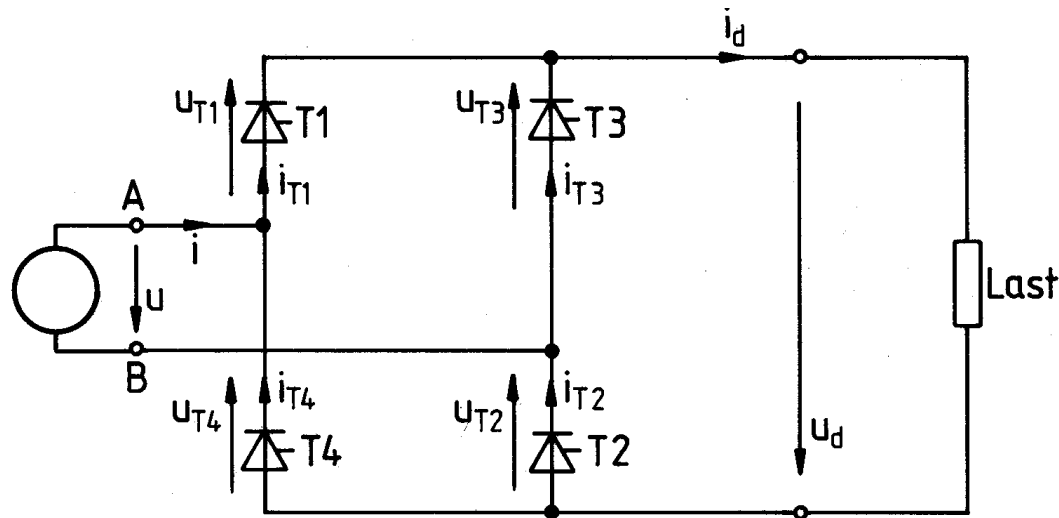 i_d
u_T1
T1
u_T3
T3
i_T1
i_T3
A
i
u
Last
B
u_T4
i_T4
T4
u_T2
i_T2
T2
u_d